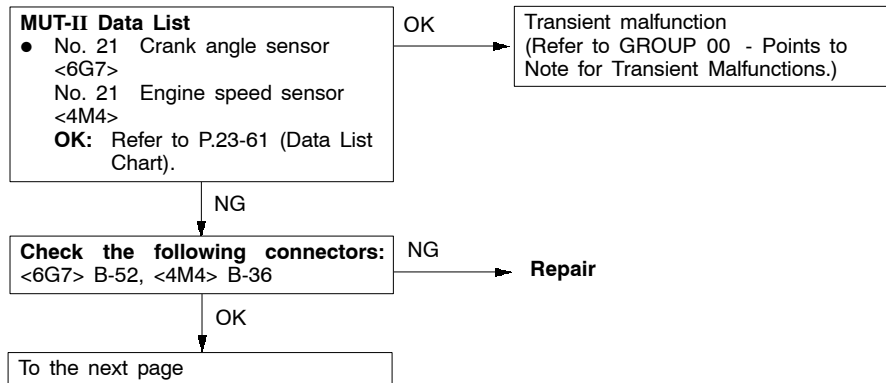 MUT-II Data List
● No. 21 Crank angle sensor
<6G7>
No. 21 Engine speed sensor
<4M4>
OK: Refer to P.23-61 (Data List
Chart).
OK
Transient malfunction
(Refer to GROUP 00 - Points to
Note for Transient Malfunctions.)
NG
Check the following connectors:
<6G7> B-52, <4M4> B-36
NG
Repair
OK
To the next page